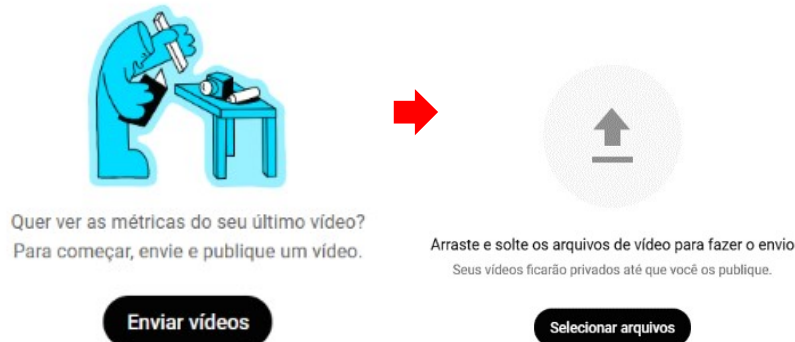 Quer ver as métricas do seu último vídeo?
Para começar, envie e publique um vídeo.
Enviar vídeos
Arraste e solte os arquivos de vídeo para fazer o envio
Seus vídeos ficarão privados até que você os publique.
Selecionar arquivos